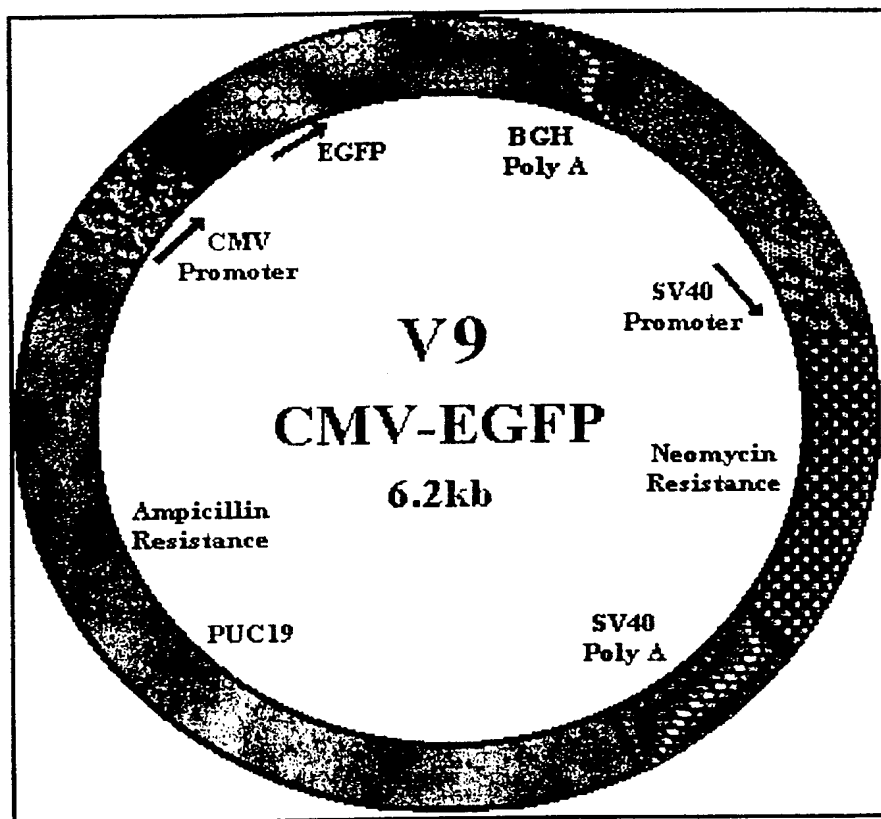 EGFP
BGH
Poly A
CMV
Promoter
SV40
Promoter
V9
CMV-EGFP
6.2kb
Neomycin
Resistance
Ampicillin
Resistance
PUC19
SV40
Poly A